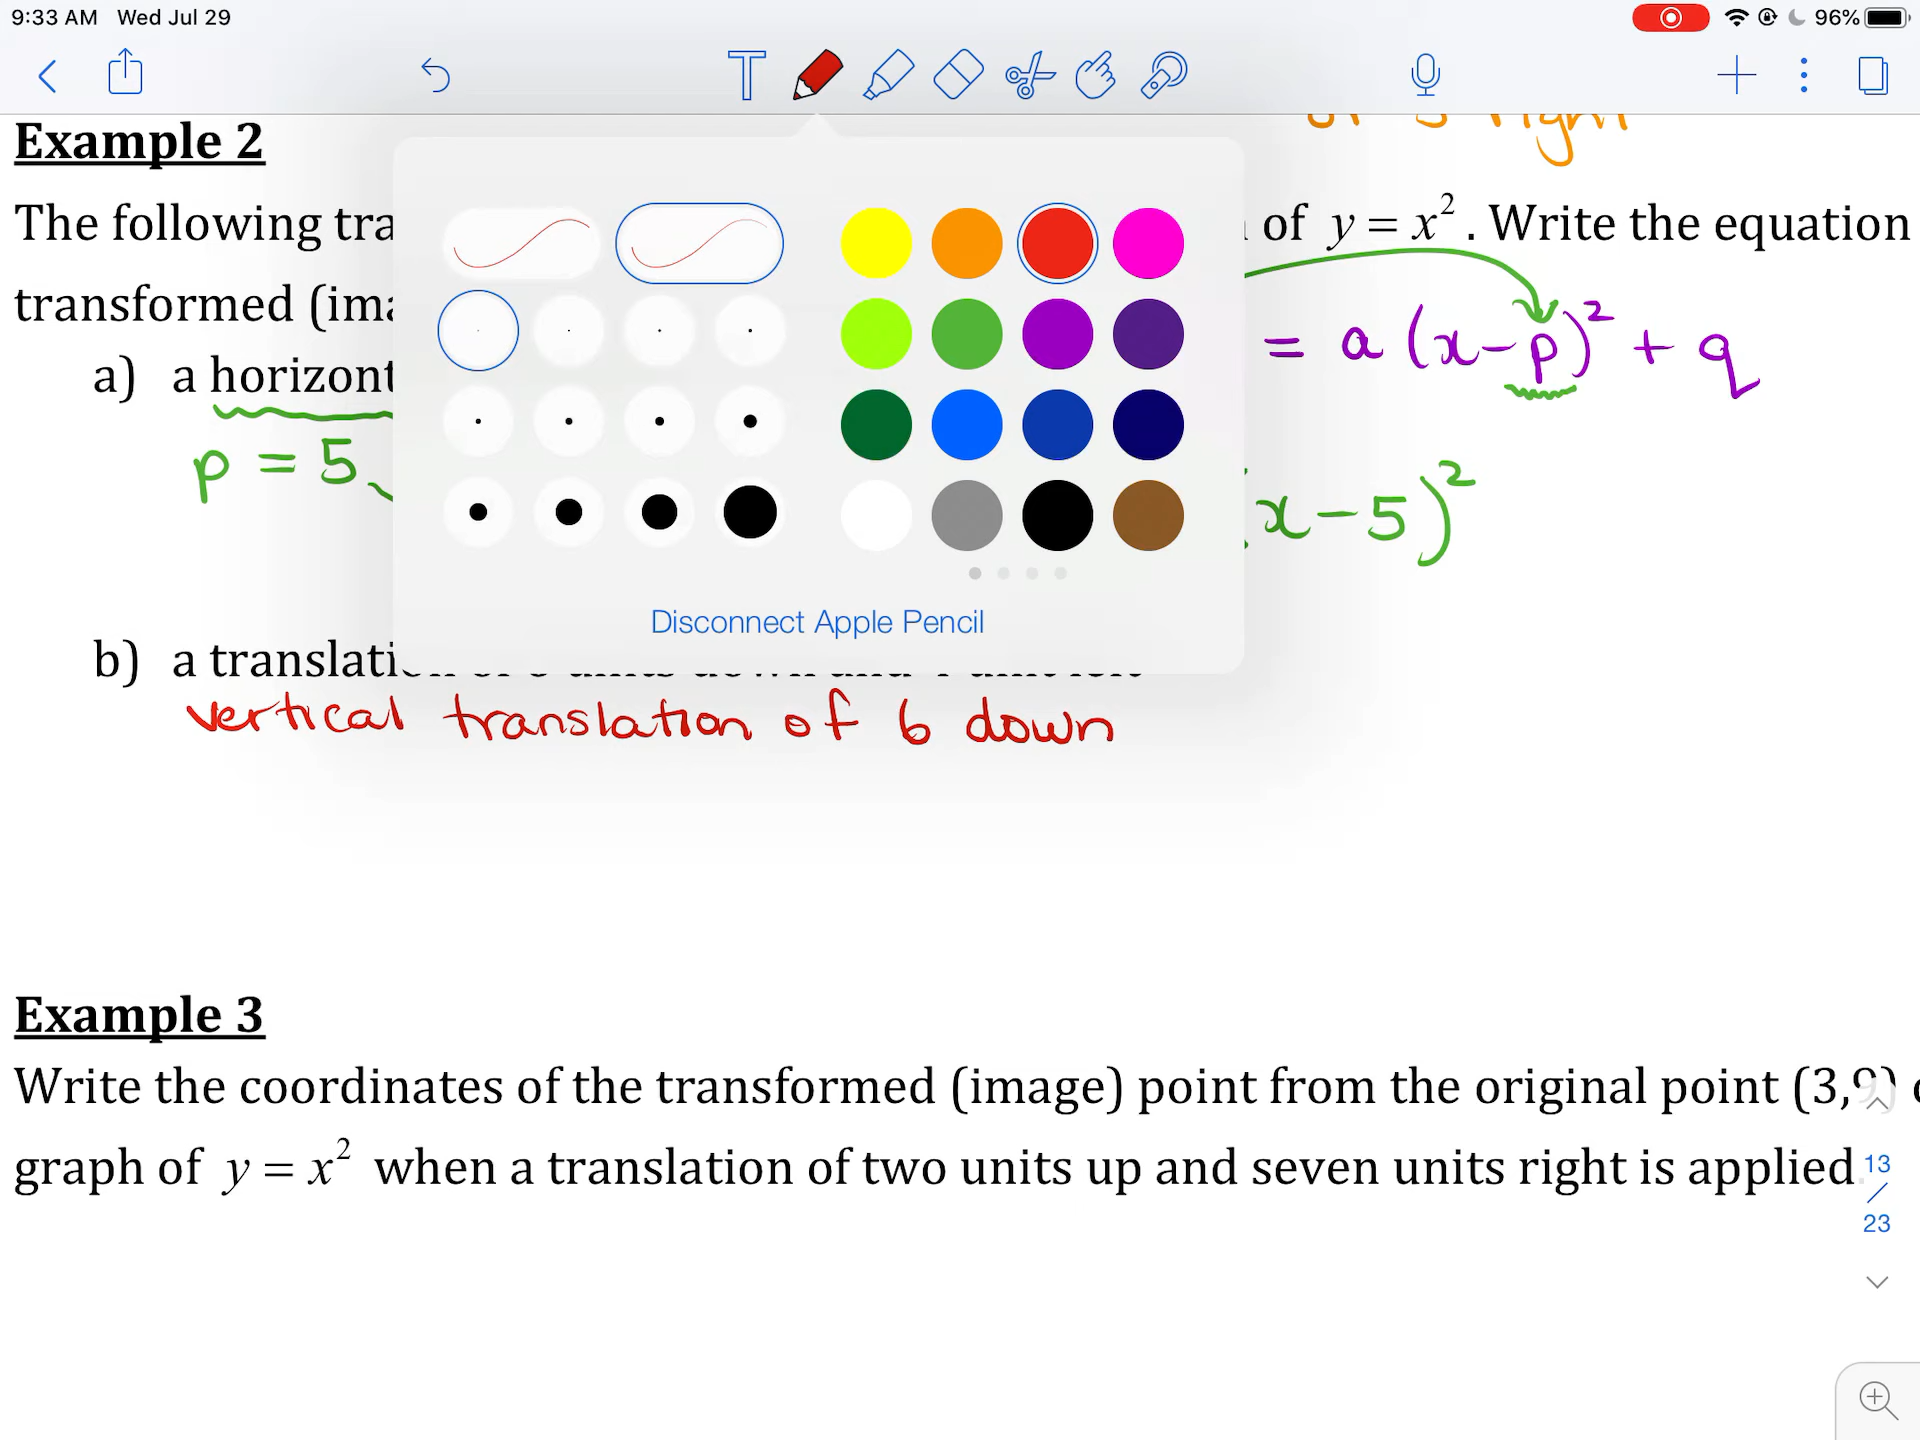 9:33 AM Wed Jul 29 96%
T
of 5 right
Example 2
The following tra of y = x². Write the equation
transformed (ima = a (x-p)² + q
a) a horizont
p = 5 (x-5)²
Disconnect Apple Pencil
b) a translati
vertical translation of 6 down
Example 3
Write the coordinates of the transformed (image) point from the original point (3,9)
graph of y = x² when a translation of two units up and seven units right is applied.
13
/
23